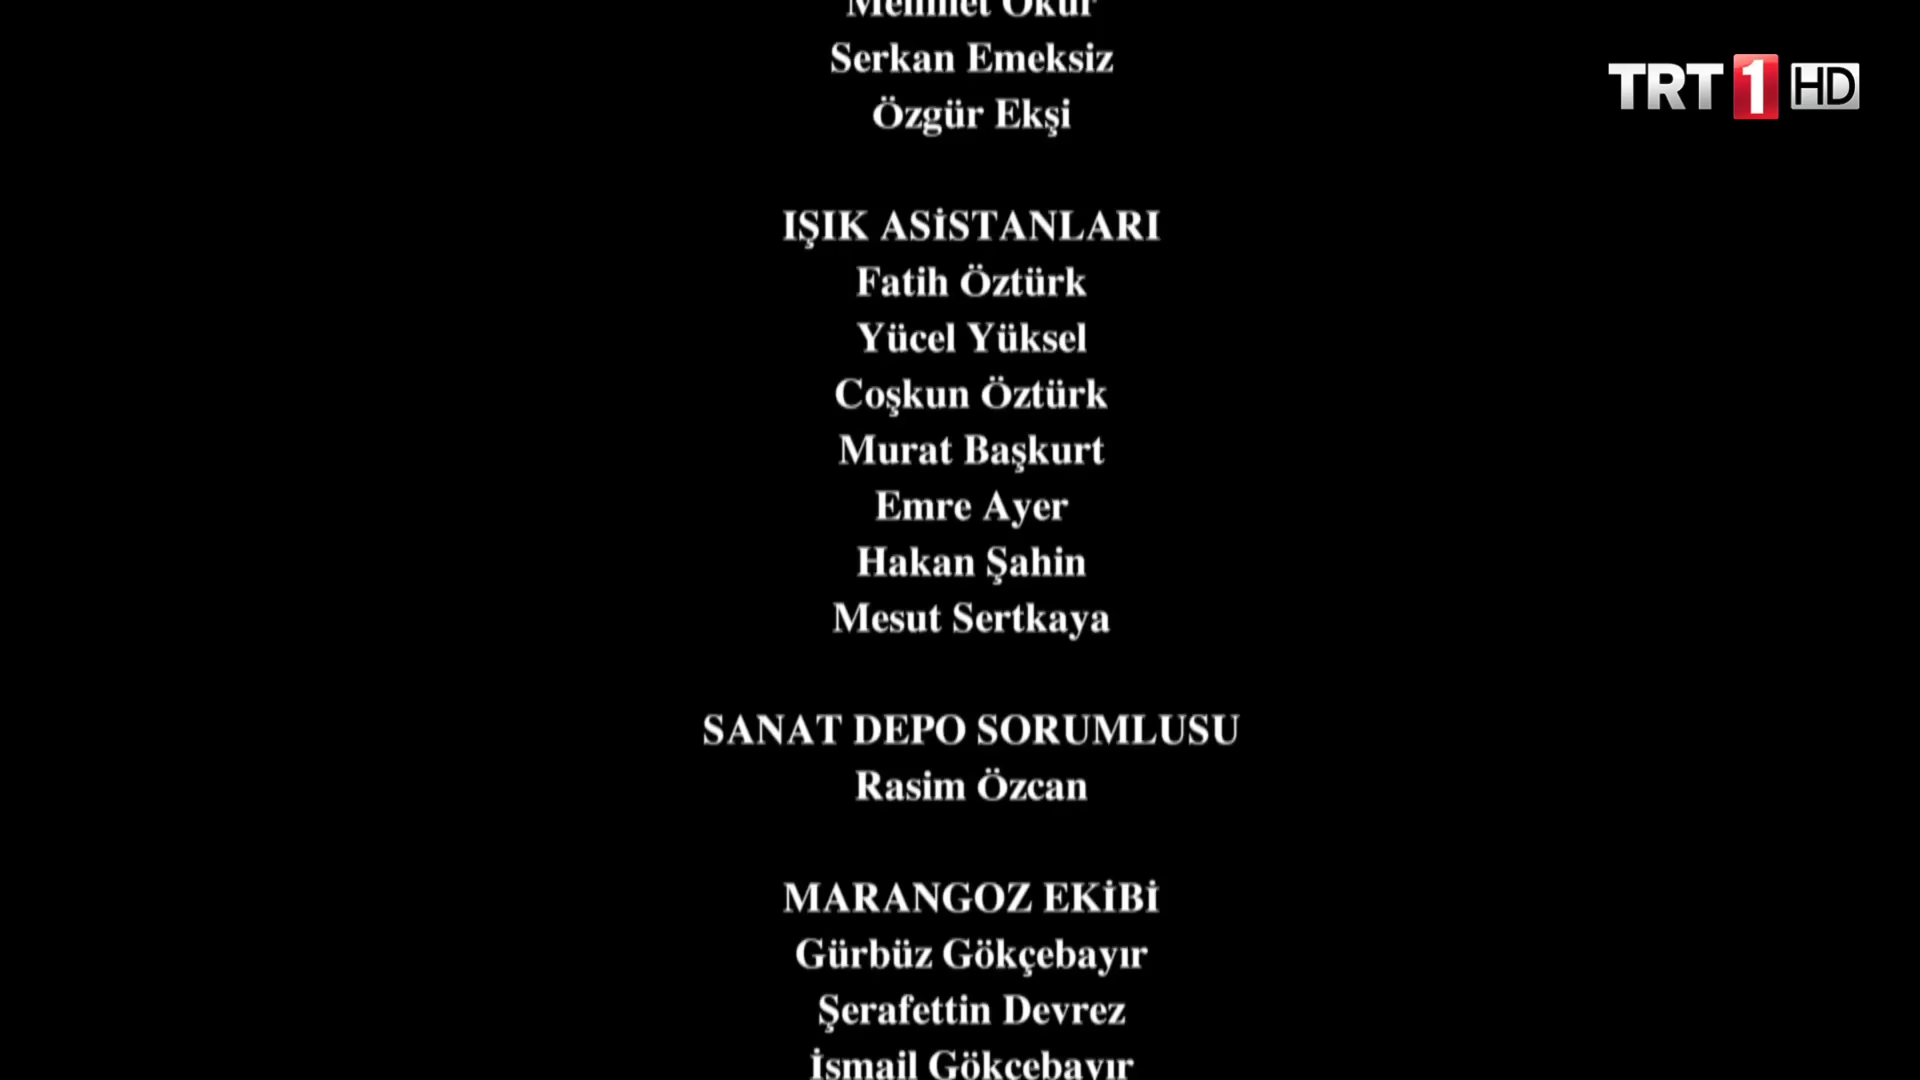 Mehmet Okur
Serkan Emeksiz
Özgür Ekşi
TRT 1 HD
IŞIK ASİSTANLARI
Fatih Öztürk
Yücel Yüksel
Coşkun Öztürk
Murat Başkurt
Emre Ayer
Hakan Şahin
Mesut Sertkaya
SANAT DEPO SORUMLUSU
Rasim Özcan
MARANGOZ EKİBİ
Gürbüz Gökçebayır
Şerafettin Devrez
İsmail Gökçebayır